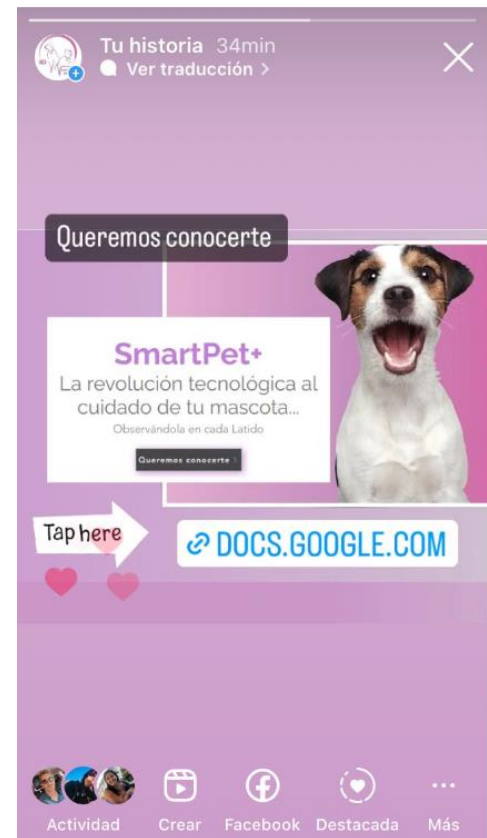 Tu historia 34min
Ver traducción >
Queremos conocerte
SmartPet+
La revolución tecnológica al
cuidado de tu mascota...
Observándola en cada Latido
Queremos conocerte >
Tap here
DOCS.GOOGLE.COM
Actividad Crear Facebook Destacada Más